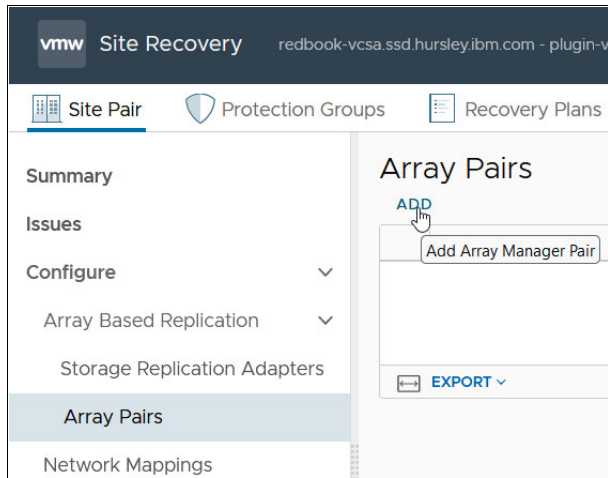 vmw Site Recovery redbook-vcsa.ssd.hursley.ibm.com - plugin-v
Site Pair Protection Groups Recovery Plans
Summary
Issues
Configure
Array Based Replication
Storage Replication Adapters
Array Pairs
Network Mappings
Array Pairs
ADD
Add Array Manager Pair
EXPORT